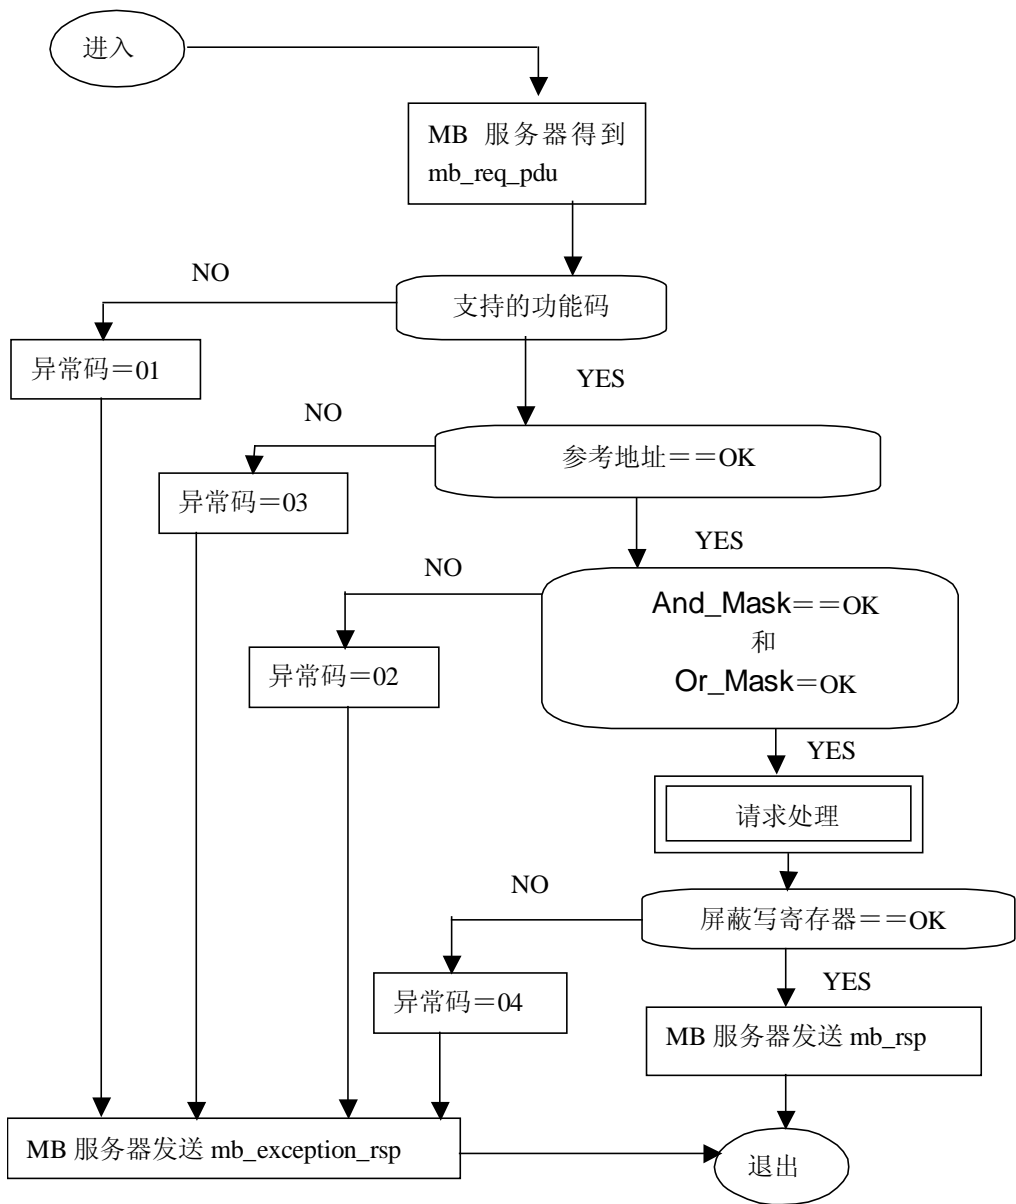 进入
MB 服务器得到
mb_req_pdu
NO
支持的功能码
异常码＝01
YES
NO
参考地址＝＝OK
异常码＝03
YES
NO
And_Mask＝＝OK
和
Or_Mask＝OK
异常码＝02
YES
请求处理
NO
屏蔽写寄存器＝＝OK
YES
异常码＝04
MB 服务器发送 mb_rsp
MB 服务器发送 mb_exception_rsp
退出